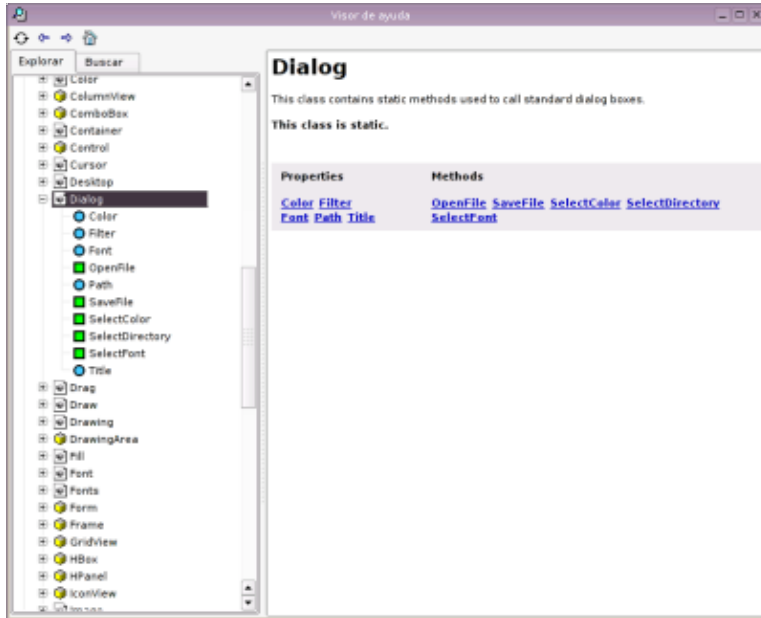 Visor de ayuda
Explorar Buscar
Color
ColumnView
ComboBox
Container
Control
Cursor
Desktop
Dialog
Color
Filter
Font
OpenFile
Path
SaveFile
SelectColor
SelectDirectory
SelectFont
Title
Drag
Draw
Drawing
DrawingArea
Fill
Font
Fonts
Form
Frame
GridView
HBox
HPanel
IconView
Image
Dialog
This class contains static methods used to call standard dialog boxes.
This class is static.
Properties Methods
Color Filter OpenFile SaveFile SelectColor SelectDirectory
Font Path Title SelectFont